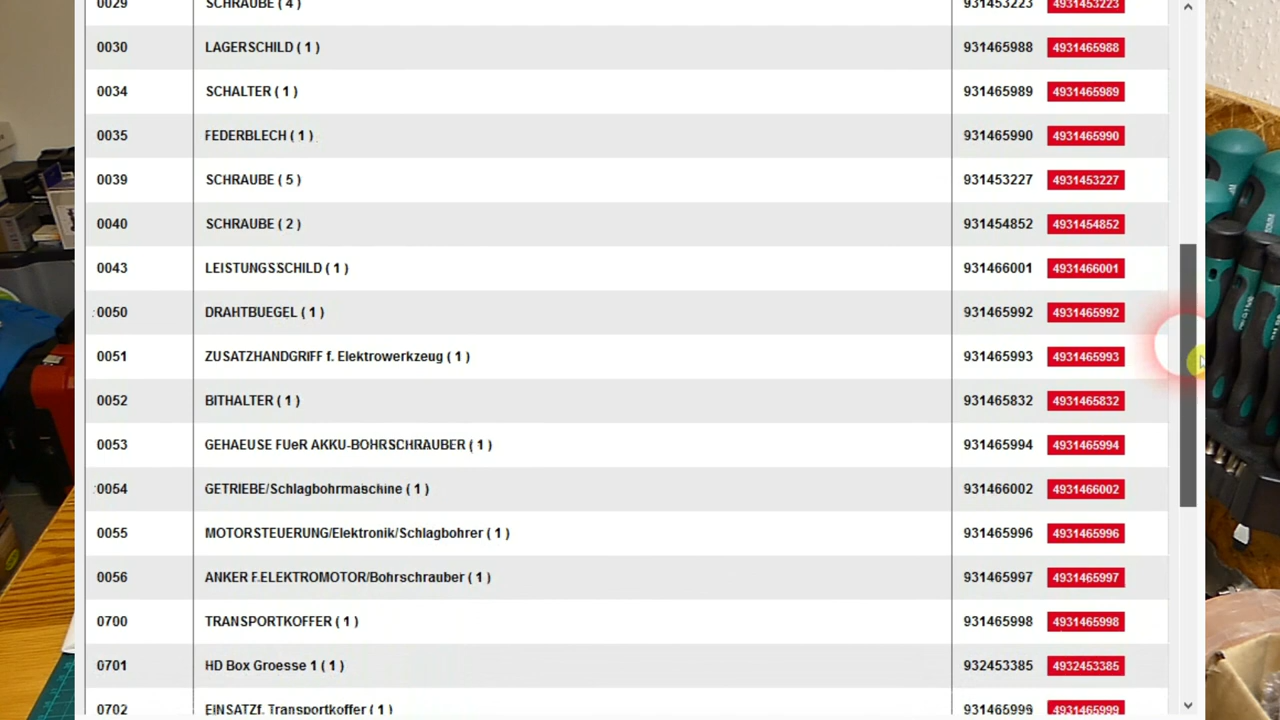 0029 SCHRAUBE ( 4 ) 931453223 4931453223
0030 LAGERSCHILD ( 1 ) 931465988 4931465988
0034 SCHALTER ( 1 ) 931465989 4931465989
0035 FEDERBLECH ( 1 ) 931465990 4931465990
0039 SCHRAUBE ( 5 ) 931453227 4931453227
0040 SCHRAUBE ( 2 ) 931454852 4931454852
0043 LEISTUNGSSCHILD ( 1 ) 931466001 4931466001
0050 DRAHTBUEGEL ( 1 ) 931465992 4931465992
0051 ZUSATZHANDGRIFF f. Elektrowerkzeug ( 1 ) 931465993 4931465993
0052 BITHALTER ( 1 ) 931465832 4931465832
0053 GEHAEUSE FUeR AKKU-BOHRSCHRAUBER ( 1 ) 931465994 4931465994
0054 GETRIEBE/Schlagbohrmaschine ( 1 ) 931466002 4931466002
0055 MOTORSTEUERUNG/Elektronik/Schlagbohrer ( 1 ) 931465996 4931465996
0056 ANKER F.ELEKTROMOTOR/Bohrschrauber ( 1 ) 931465997 4931465997
0700 TRANSPORTKOFFER ( 1 ) 931465998 4931465998
0701 HD Box Groesse 1 ( 1 ) 932453385 4932453385
0702 EINSATZf. Transportkoffer ( 1 ) 931465999 4931465999